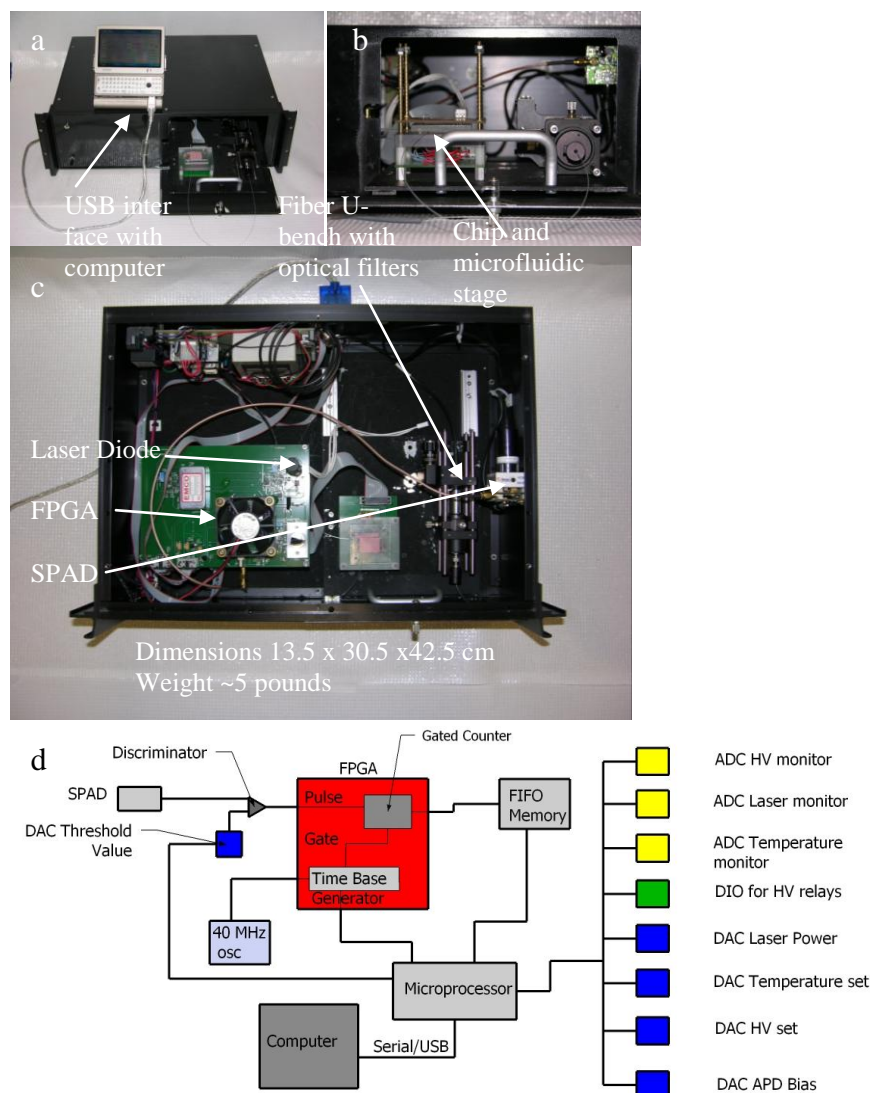 a
b
USB inter
face with
computer
Fiber U-
bench with
optical filters
Chip and
microfluidic
stage
c
Laser Diode
FPGA
SPAD
EMCO
Dimensions 13.5 x 30.5 x42.5 cm
Weight ~5 pounds
d
Discriminator
Gated Counter
FPGA
SPAD
Pulse
DAC Threshold
Value
Gate
FIFO
Memory
Time Base
Generator
40 MHz
osc
Microprocessor
Computer
Serial/USB
ADC HV monitor
ADC Laser monitor
ADC Temperature
monitor
DIO for HV relays
DAC Laser Power
DAC Temperature set
DAC HV set
DAC APD Bias